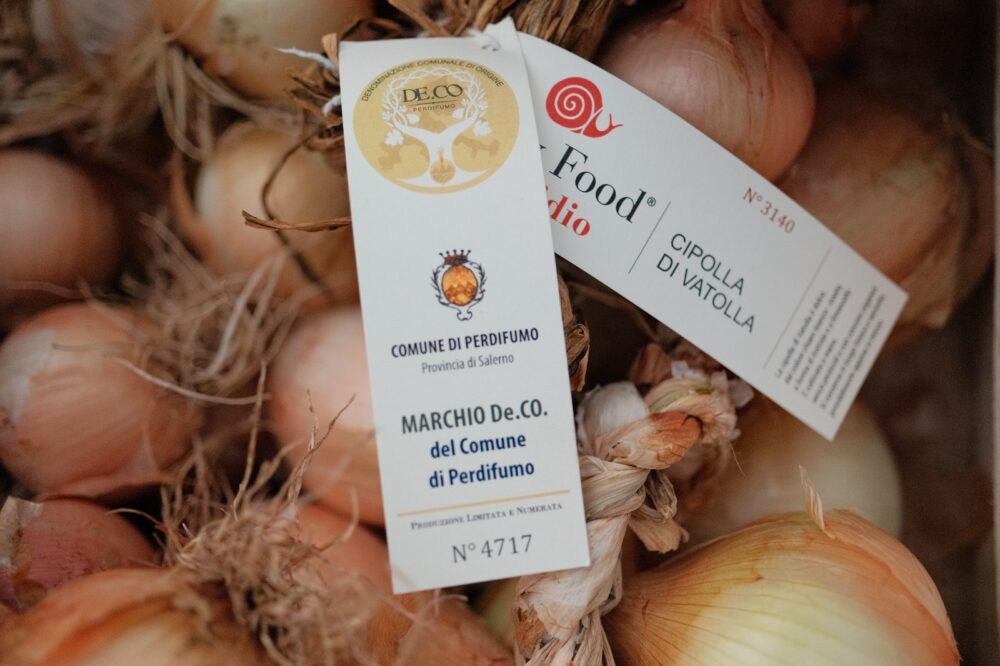 DENOMINAZIONE COMUNALE DI ORIGINE
DE.CO.
PERDIFUMO
COMUNE DI PERDIFUMO
Provincia di Salerno
MARCHIO De.CO.
del Comune
di Perdifumo
PRODUZIONE LIMITATA E NUMERATA
N° 4717
Food®
dio
CIPOLLA
DI VATOLLA
N°3140